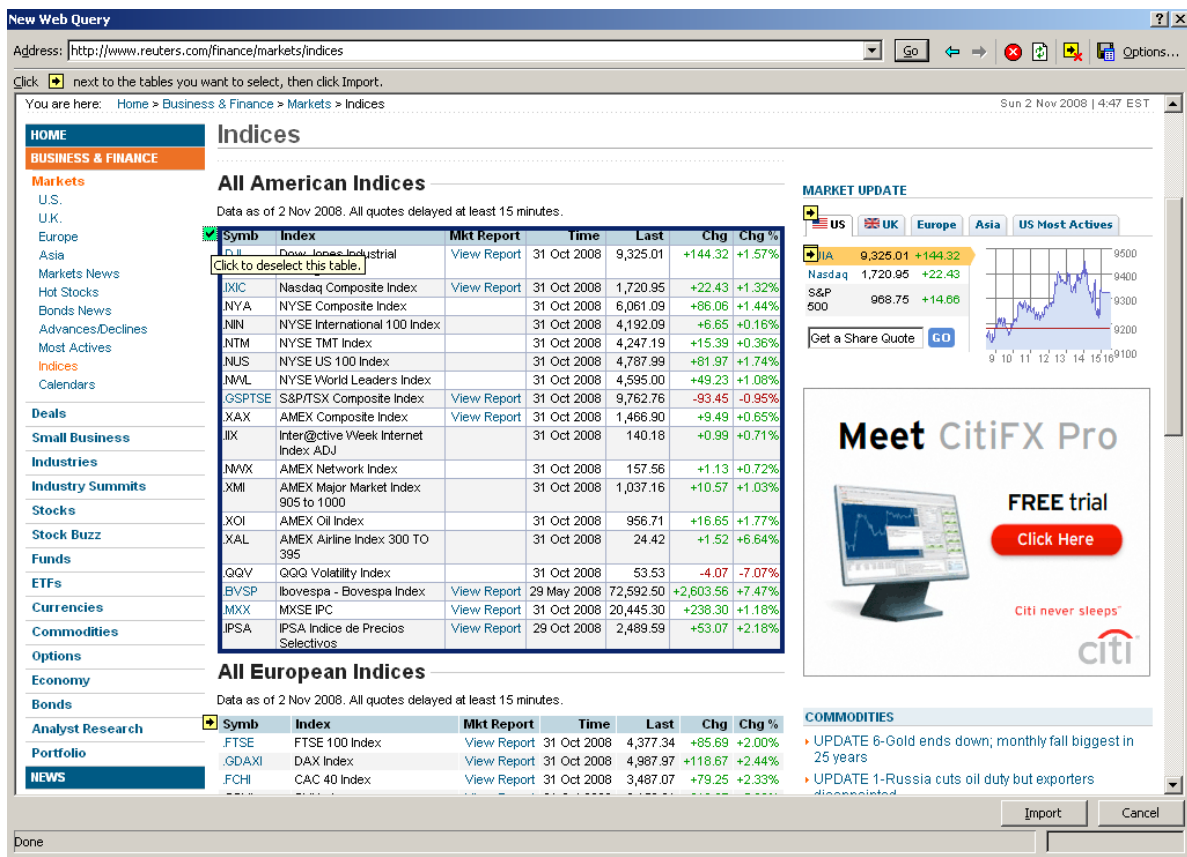 New Web Query
Address: http://www.reuters.com/finance/markets/indices Go Options...
Click next to the tables you want to select, then click Import.
You are here: Home > Business & Finance > Markets > Indices Sun 2 Nov 2008 | 4:47 EST
HOME
BUSINESS & FINANCE
Markets
U.S.
U.K.
Europe
Asia
Markets News
Hot Stocks
Bonds News
Advances/Declines
Most Actives
Indices
Calendars
Deals
Small Business
Industries
Industry Summits
Stocks
Stock Buzz
Funds
ETFs
Currencies
Commodities
Options
Economy
Bonds
Analyst Research
Portfolio
NEWS
Indices
All American Indices
Data as of 2 Nov 2008. All quotes delayed at least 15 minutes.
Symb Index Mkt Report Time Last Chg Chg %
.DJI Dow Jones Industrial View Report 31 Oct 2008 9,325.01 +144.32 +1.57%
Click to deselect this table.
.IXIC Nasdaq Composite Index View Report 31 Oct 2008 1,720.95 +22.43 +1.32%
.NYA NYSE Composite Index 31 Oct 2008 6,061.09 +86.06 +1.44%
.NIN NYSE International 100 Index 31 Oct 2008 4,192.09 +6.65 +0.16%
.NTM NYSE TMT Index 31 Oct 2008 4,247.19 +15.39 +0.36%
.NUS NYSE US 100 Index 31 Oct 2008 4,787.99 +81.97 +1.74%
.NWL NYSE World Leaders Index 31 Oct 2008 4,595.00 +49.23 +1.08%
.GSPTSE S&P/TSX Composite Index View Report 31 Oct 2008 9,762.76 -93.45 -0.95%
.XAX AMEX Composite Index View Report 31 Oct 2008 1,466.90 +9.49 +0.65%
.IIX Inter@ctive Week Internet 31 Oct 2008 140.18 +0.99 +0.71%
Index ADJ
.NWX AMEX Network Index 31 Oct 2008 157.56 +1.13 +0.72%
.XMI AMEX Major Market Index 31 Oct 2008 1,037.16 +10.57 +1.03%
905 to 1000
.XOI AMEX Oil Index 31 Oct 2008 956.71 +16.65 +1.77%
.XAL AMEX Airline Index 300 TO 31 Oct 2008 24.42 +1.52 +6.64%
395
.QQV QQQ Volatility Index 31 Oct 2008 53.53 -4.07 -7.07%
.BVSP Ibovespa - Bovespa Index View Report 29 May 2008 72,592.50 +2,603.56 +7.47%
.MXX MXSE IPC View Report 31 Oct 2008 20,445.30 +238.30 +1.18%
.IPSA IPSA Indice de Precios View Report 29 Oct 2008 2,489.59 +53.07 +2.18%
Selectivos
All European Indices
Data as of 2 Nov 2008. All quotes delayed at least 15 minutes.
Symb Index Mkt Report Time Last Chg Chg %
.FTSE FTSE 100 Index View Report 31 Oct 2008 4,377.34 +85.69 +2.00%
.GDAXI DAX Index View Report 31 Oct 2008 4,987.97 +118.67 +2.44%
.FCHI CAC 40 Index View Report 31 Oct 2008 3,487.07 +79.25 +2.33%
MARKET UPDATE
US UK Europe Asia US Most Actives
9,325.01 +144.32
Nasdaq 1,720.95 +22.43
S&P
500 968.75 +14.66
Get a Share Quote GO
9500
9400
9300
9200
9100
9 10 11 12 13 14 15 16
Meet CitiFX Pro
FREE trial
Click Here
Citi never sleeps
citi
COMMODITIES
UPDATE 6-Gold ends down; monthly fall biggest in
25 years
UPDATE 1-Russia cuts oil duty but exporters
Import Cancel
Done